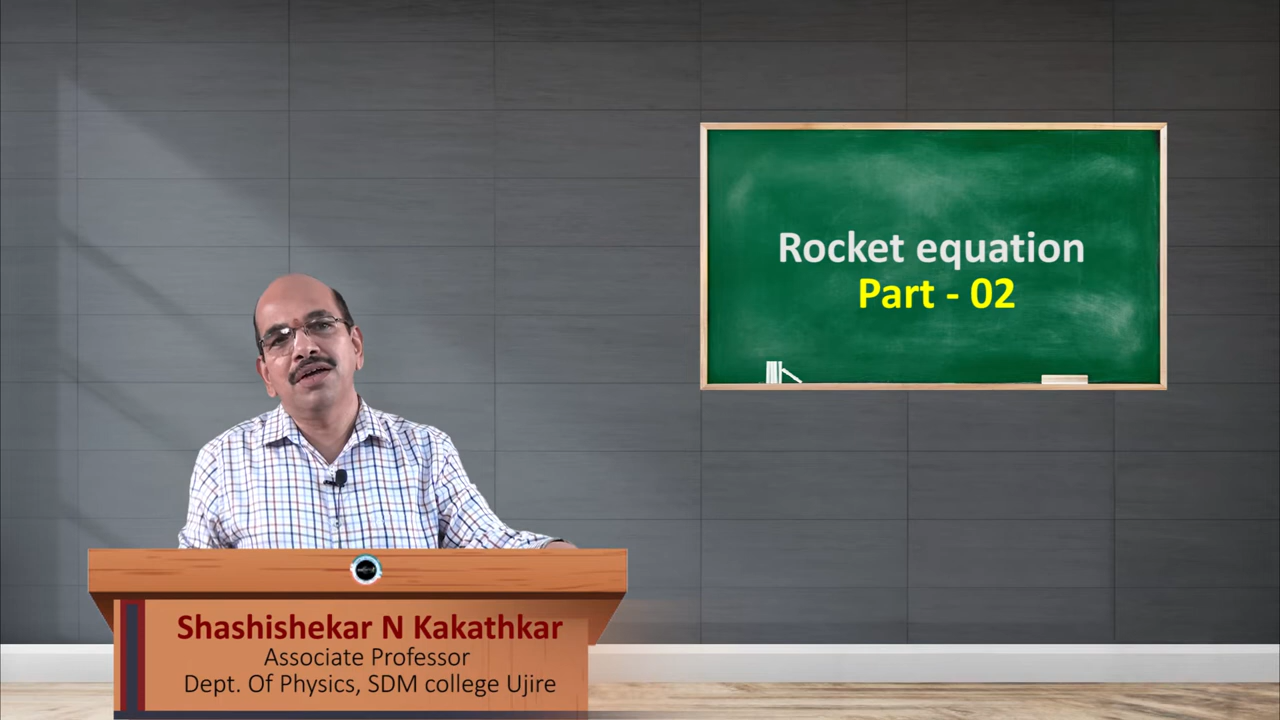 Rocket equation
Part - 02
Shashishekar N Kakathkar
Associate Professor
Dept. Of Physics, SDM college Ujire